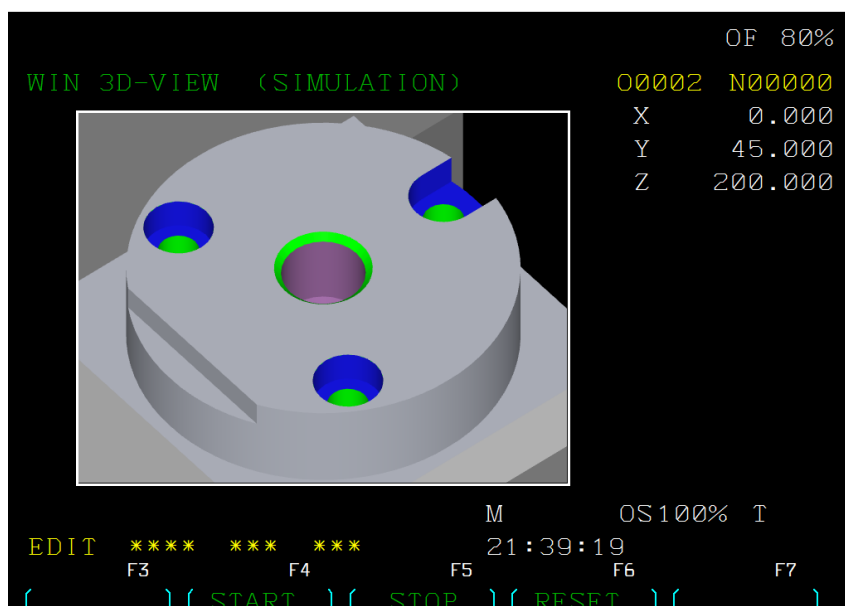 OF 80%
WIN 3D-VIEW (SIMULATION) O0002 N00000
X 0.000
Y 45.000
Z 200.000
M OS100% T
EDIT **** *** *** 21:39:19
F3 F4 F5 F6 F7
( )( START )( STOP )( RESET )( )